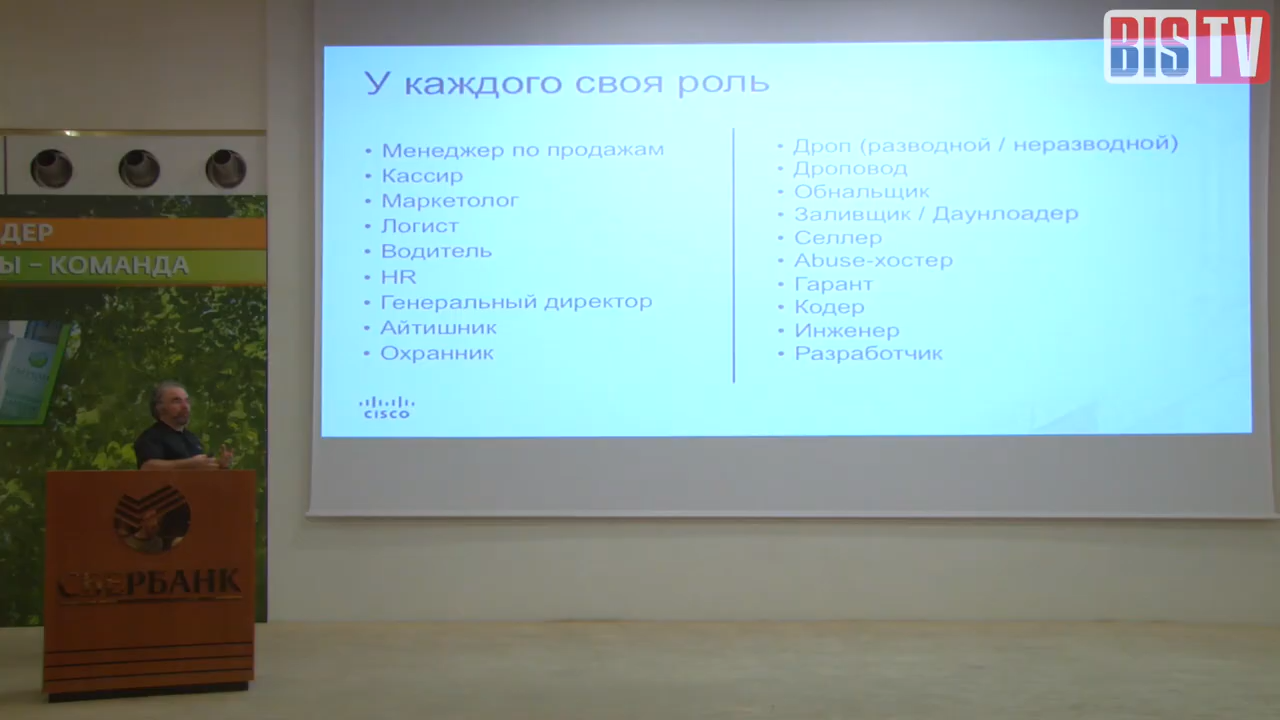 BIS TV
У каждого своя роль
• Менеджер по продажам
• Кассир
• Маркетолог
• Логист
• Водитель
• HR
• Генеральный директор
• Айтишник
• Охранник
• Дроп (разводной / неразводной)
• Дроповод
• Обнальщик
• Заливщик / Даунлоадер
• Селлер
• Abuse-хостер
• Гарант
• Кодер
• Инженер
• Разработчик
CISCO
ДЕР
Ы – КОМАНДА
СБЕРБАНК